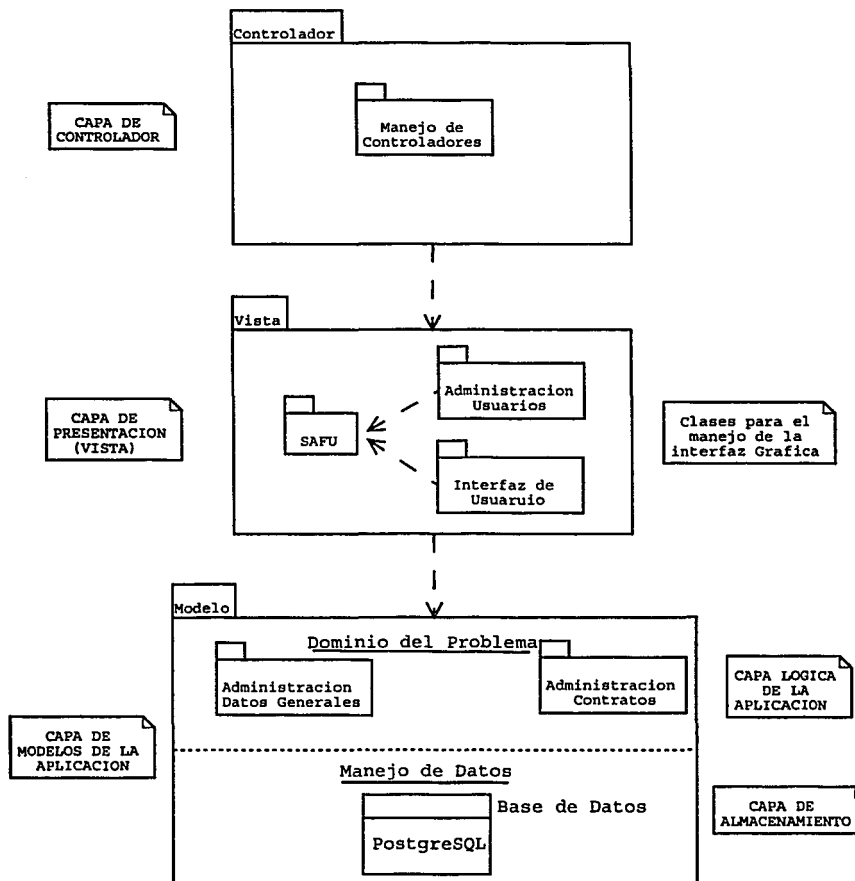 Controlador
CAPA DE
CONTROLADOR
Manejo de
Controladores
Vista
CAPA DE
PRESENTACION
(VISTA)
SAFU
Administracion
Usuarios
Interfaz de
Usuaruio
Clases para el
manejo de la
interfaz Grafica
Modelo
Dominio del Problema
Administracion
Datos Generales
Administracion
Contratos
CAPA LOGICA
DE LA
APLICACION
CAPA DE
MODELOS DE LA
APLICACION
Manejo de Datos
Base de Datos
PostgreSQL
CAPA DE
ALMACENAMIENTO